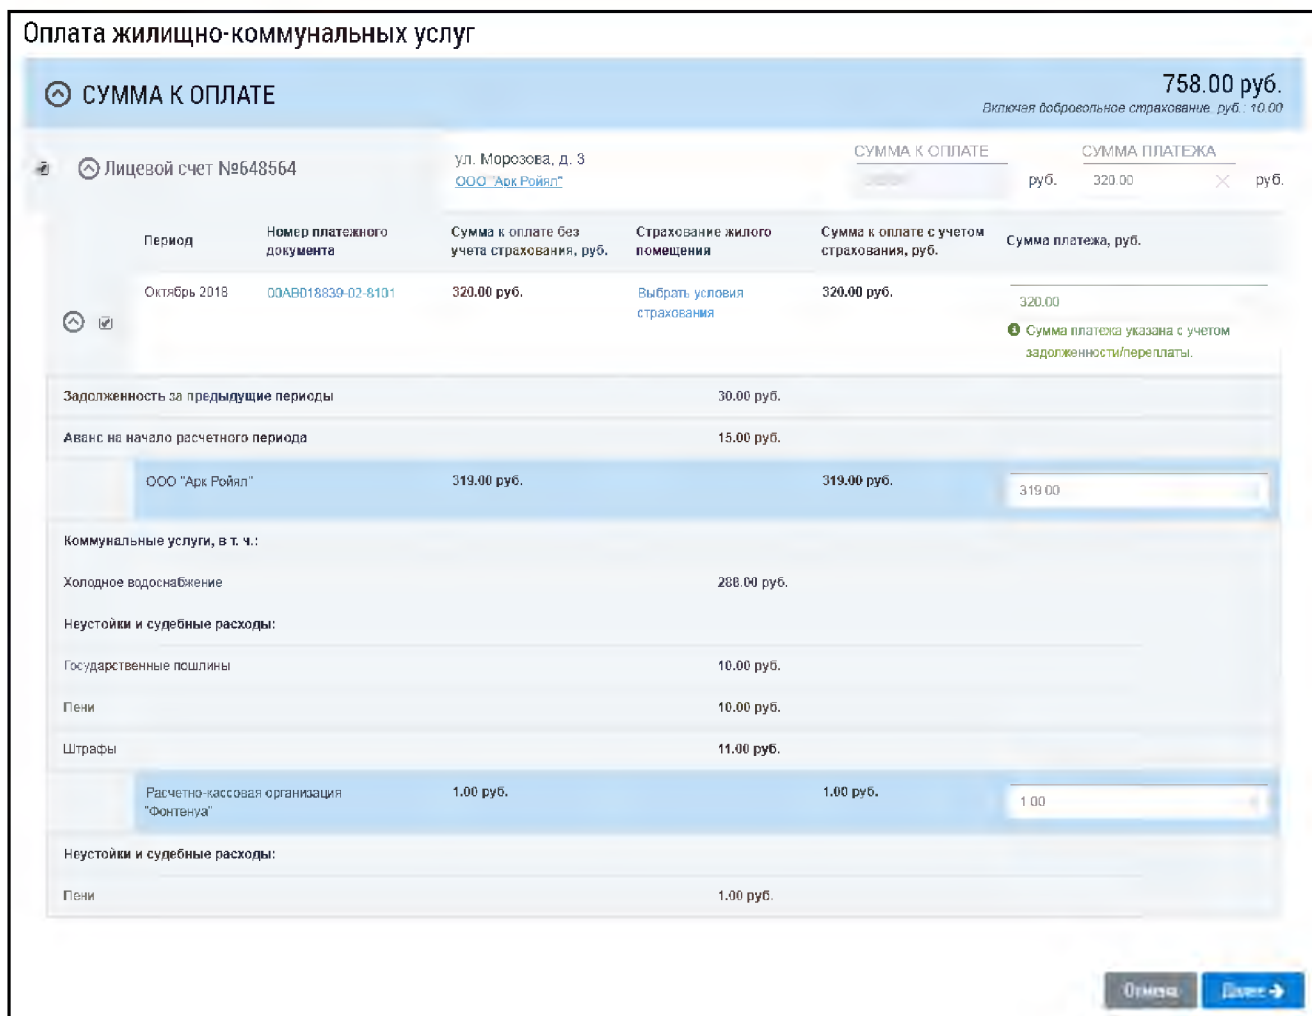 Оплата жилищно-коммунальных услуг
СУММА К ОПЛАТЕ
758.00 руб.
Включая добровольное страхование, руб.: 10.00
Лицевой счет №648564
ул. Морозова, д. 3
ООО "Арк Ройял"
СУММА К ОПЛАТЕ
руб.
СУММА ПЛАТЕЖА
320.00
руб.
Период
Номер платежного
документа
Сумма к оплате без
учета страхования, руб.
Страхование жилого
помещения
Сумма к оплате с учетом
страхования, руб.
Сумма платежа, руб.
Октябрь 2018
00АВ018839-02-8101
320.00 руб.
Выбрать условия
страхования
320.00 руб.
320.00
Сумма платежа указана с учетом
задолженности/переплаты.
Задолженность за предыдущие периоды
30.00 руб.
Аванс на начало расчетного периода
15.00 руб.
ООО "Арк Ройял"
319.00 руб.
319.00 руб.
319.00
Коммунальные услуги, в т. ч.:
Холодное водоснабжение
288.00 руб.
Неустойки и судебные расходы:
Государственные пошлины
10.00 руб.
Пени
10.00 руб.
Штрафы
11.00 руб.
Расчетно-кассовая организация
"Фонтенуа"
1.00 руб.
1.00 руб.
1.00
Неустойки и судебные расходы:
Пени
1.00 руб.
Отмена
Далее